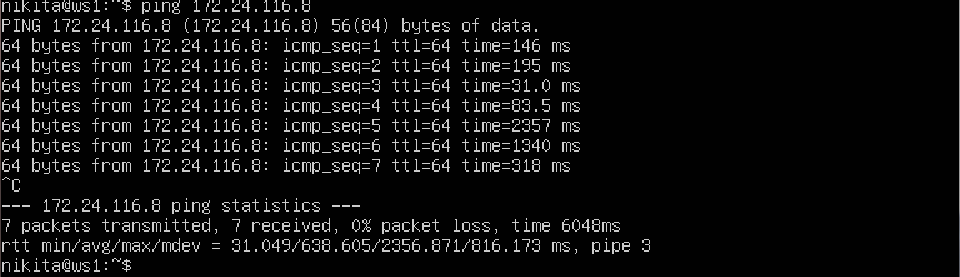 nikita@ws1:~$ ping 172.24.116.8
PING 172.24.116.8 (172.24.116.8) 56(84) bytes of data.
64 bytes from 172.24.116.8: icmp_seq=1 ttl=64 time=146 ms
64 bytes from 172.24.116.8: icmp_seq=2 ttl=64 time=195 ms
64 bytes from 172.24.116.8: icmp_seq=3 ttl=64 time=31.0 ms
64 bytes from 172.24.116.8: icmp_seq=4 ttl=64 time=83.5 ms
64 bytes from 172.24.116.8: icmp_seq=5 ttl=64 time=2357 ms
64 bytes from 172.24.116.8: icmp_seq=6 ttl=64 time=1340 ms
64 bytes from 172.24.116.8: icmp_seq=7 ttl=64 time=318 ms
^C
--- 172.24.116.8 ping statistics ---
7 packets transmitted, 7 received, 0% packet loss, time 6048ms
rtt min/avg/max/mdev = 31.049/638.605/2356.871/816.173 ms, pipe 3
nikita@ws1:~$